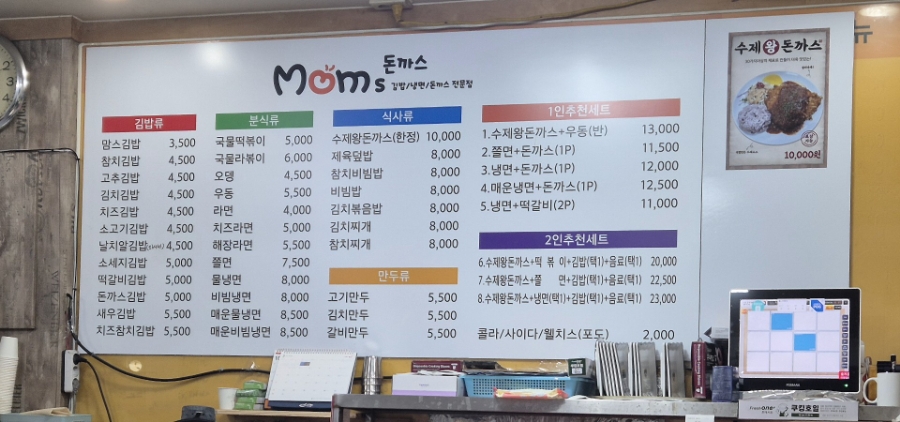 Moms 돈까스
김밥/냉면/돈까스 전문점
김밥류
맘스김밥 3,500
참치김밥 4,500
고추김밥 4,500
김치김밥 4,500
치즈김밥 4,500
소고기김밥 4,500
날치알김밥 4,500
소세지김밥 5,000
떡갈비김밥 5,000
돈까스김밥 5,000
새우김밥 5,500
치즈참치김밥 5,500
분식류
국물떡볶이 5,000
국물라볶이 6,000
오뎅 4,500
우동 5,500
라면 4,000
치즈라면 5,000
해장라면 5,500
쫄면 7,500
물냉면 8,000
비빔냉면 8,000
매운물냉면 8,500
매운비빔냉면 8,500
식사류
수제왕돈까스(한정) 10,000
제육덮밥 8,000
참치비빔밥 8,000
비빔밥 8,000
김치볶음밥 8,000
김치찌개 8,000
참치찌개 8,000
만두류
고기만두 5,500
김치만두 5,500
갈비만두 5,500
1인추천세트
1.수제왕돈까스+우동(반) 13,000
2.쫄면+돈까스(1P) 11,500
3.냉면+돈까스(1P) 12,000
4.매운냉면+돈까스(1P) 12,500
5.냉면+떡갈비(2P) 11,000
2인추천세트
6.수제왕돈까스+떡 볶 이+김밥(택1)+음료(택1) 20,000
7.수제왕돈까스+쫄 면+김밥(택1)+음료(택1) 22,500
8.수제왕돈까스+냉면(택1)+김밥(택1)+음료(택1) 23,000
콜라/사이다/웰치스(포도) 2,000
수제왕돈까스
10,000원
뉴
쿠킹호일